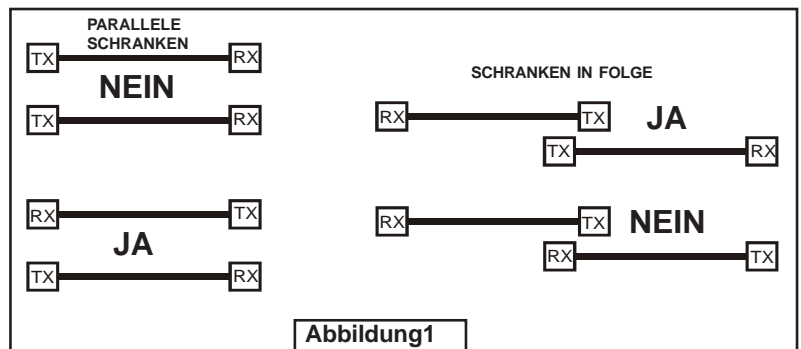 PARALLELE
SCHRANKEN
TX RX
NEIN
TX RX
RX TX
JA
TX RX
SCHRANKEN IN FOLGE
RX TX
JA
TX RX
RX TX
NEIN
RX TX
Abbildung1